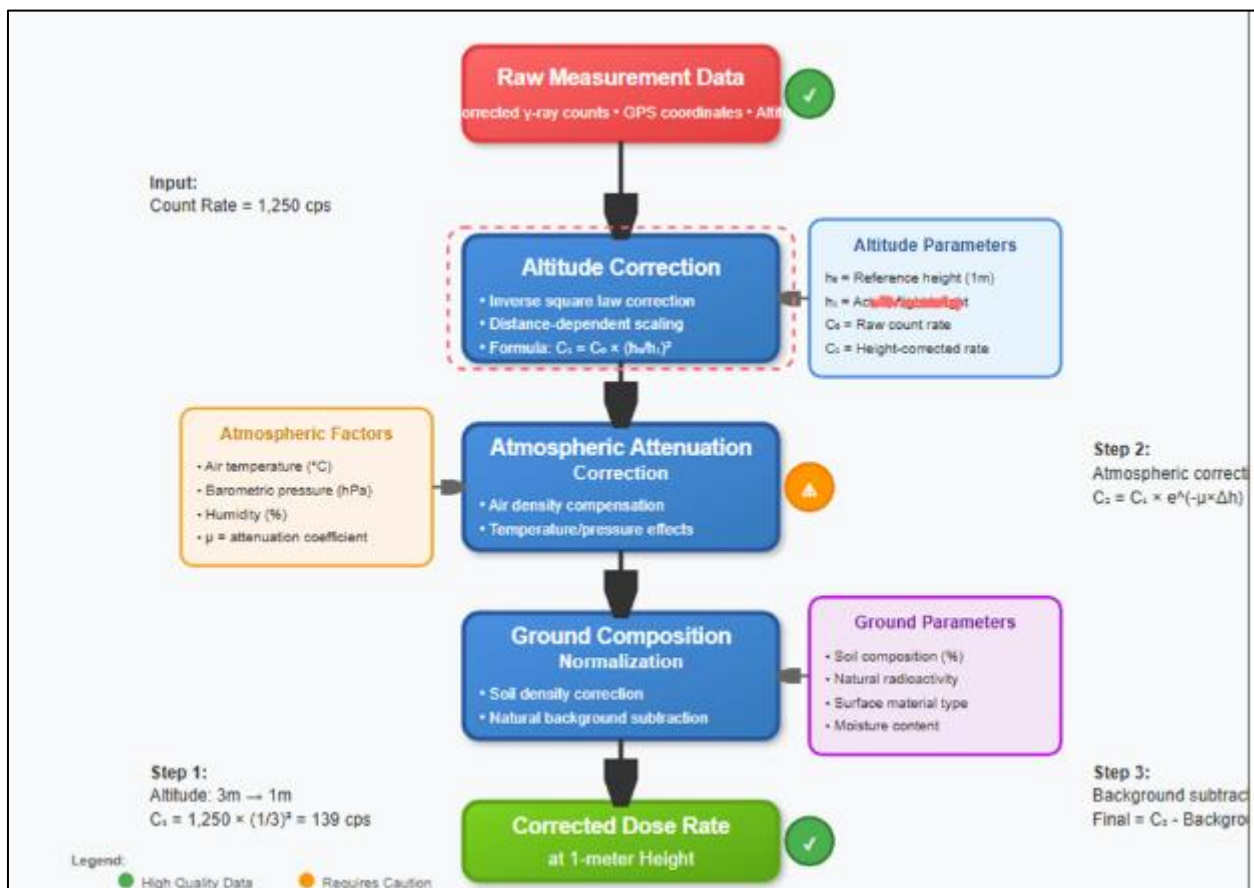 Raw Measurement Data
orrected γ-ray counts • GPS coordinates • Alti
✓
Input:
Count Rate = 1,250 cps
Altitude Correction
• Inverse square law correction
• Distance-dependent scaling
• Formula: C₁ = C₀ × (h₀/h₁)²
Altitude Parameters
h₀ = Reference height (1m)
h₁ =
C₀ = Raw count rate
C₁ = Height-corrected rate
Atmospheric Factors
• Air temperature (°C)
• Barometric pressure (hPa)
• Humidity (%)
• μ = attenuation coefficient
Atmospheric Attenuation
Correction
• Air density compensation
• Temperature/pressure effects
⚠
Step 2:
Atmospheric correcti
C₂ = C₁ × e^(-μ×Δh)
Ground Composition
Normalization
• Soil density correction
• Natural background subtraction
Ground Parameters
• Soil composition (%)
• Natural radioactivity
• Surface material type
• Moisture content
Step 1:
Altitude: 3m → 1m
C₁ = 1,250 × (1/3)² = 139 cps
Corrected Dose Rate
at 1-meter Height
✓
Step 3:
Background subtrac
Final = C₂ - Backgro
Legend:
High Quality Data
Requires Caution